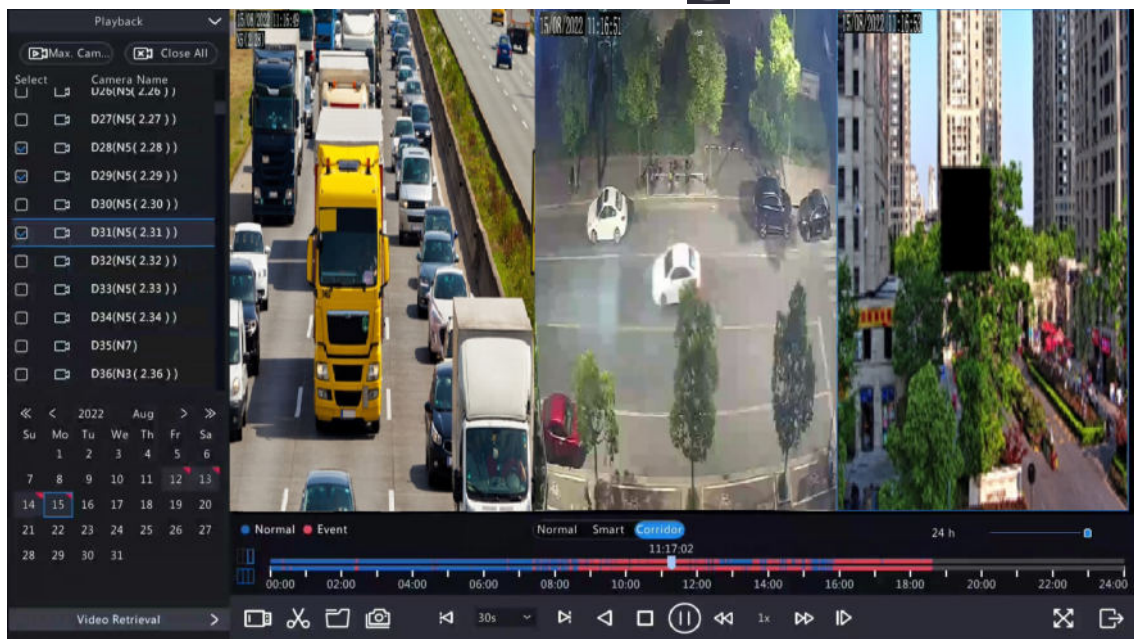 Playback
Max. Cam... Close All
Select Camera Name
D26(N5( 2.26 ) )
D27(N5( 2.27 ) )
D28(N5( 2.28 ) )
D29(N5( 2.29 ) )
D30(N5( 2.30 ) )
D31(N5( 2.31 ) )
D32(N5( 2.32 ) )
D33(N5( 2.33 ) )
D34(N5( 2.34 ) )
D35(N7)
D36(N3( 2.36 ) )
2022 Aug
Su Mo Tu We Th Fr Sa
1 2 3 4 5 6
7 8 9 10 11 12 13
14 15 16 17 18 19 20
21 22 23 24 25 26 27
28 29 30 31
Video Retrieval
15/08/2022 11:16:49
15/08/2022 11:16:51
15/08/2022 11:16:50
Normal Event
Normal Smart Corridor
24 h
11:17:02
00:00 02:00 04:00 06:00 08:00 10:00 12:00 14:00 16:00 18:00 20:00 22:00 24:00
30s
1x